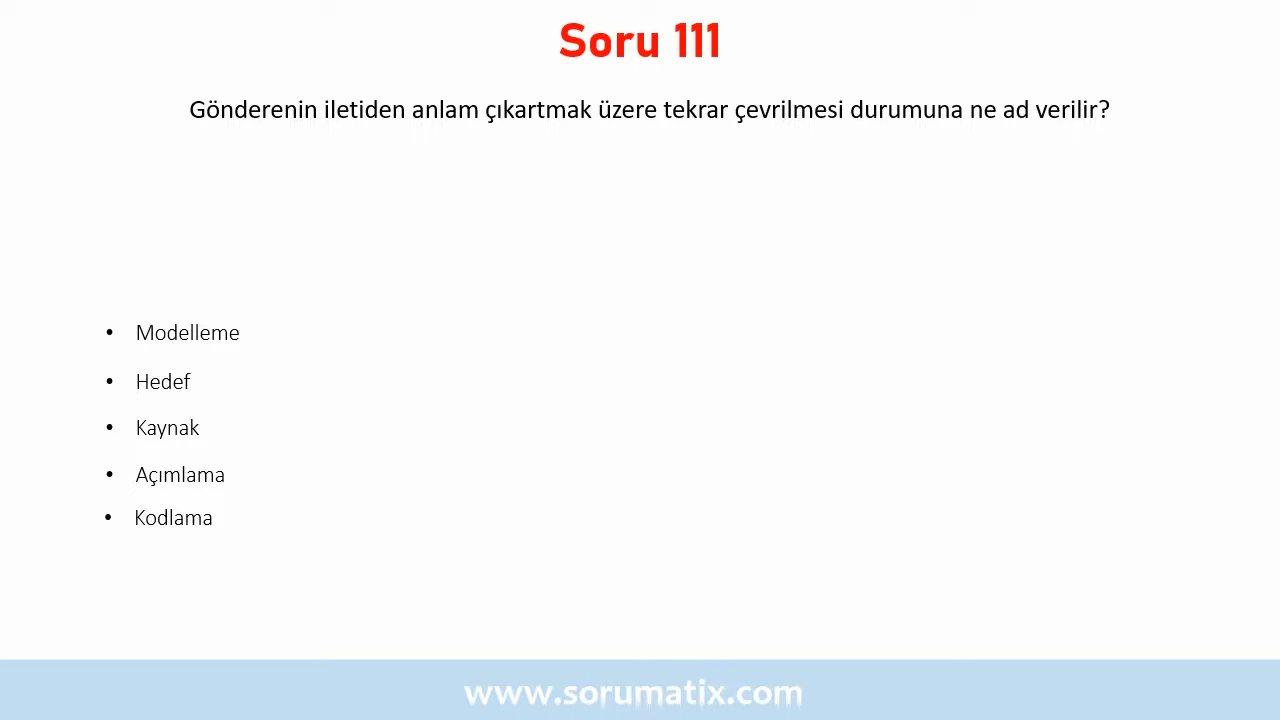 Soru 111
Gönderenin iletiden anlam çıkartmak üzere tekrar çevrilmesi durumuna ne ad verilir?
• Modelleme
• Hedef
• Kaynak
• Açımlama
• Kodlama
www.sorumatix.com